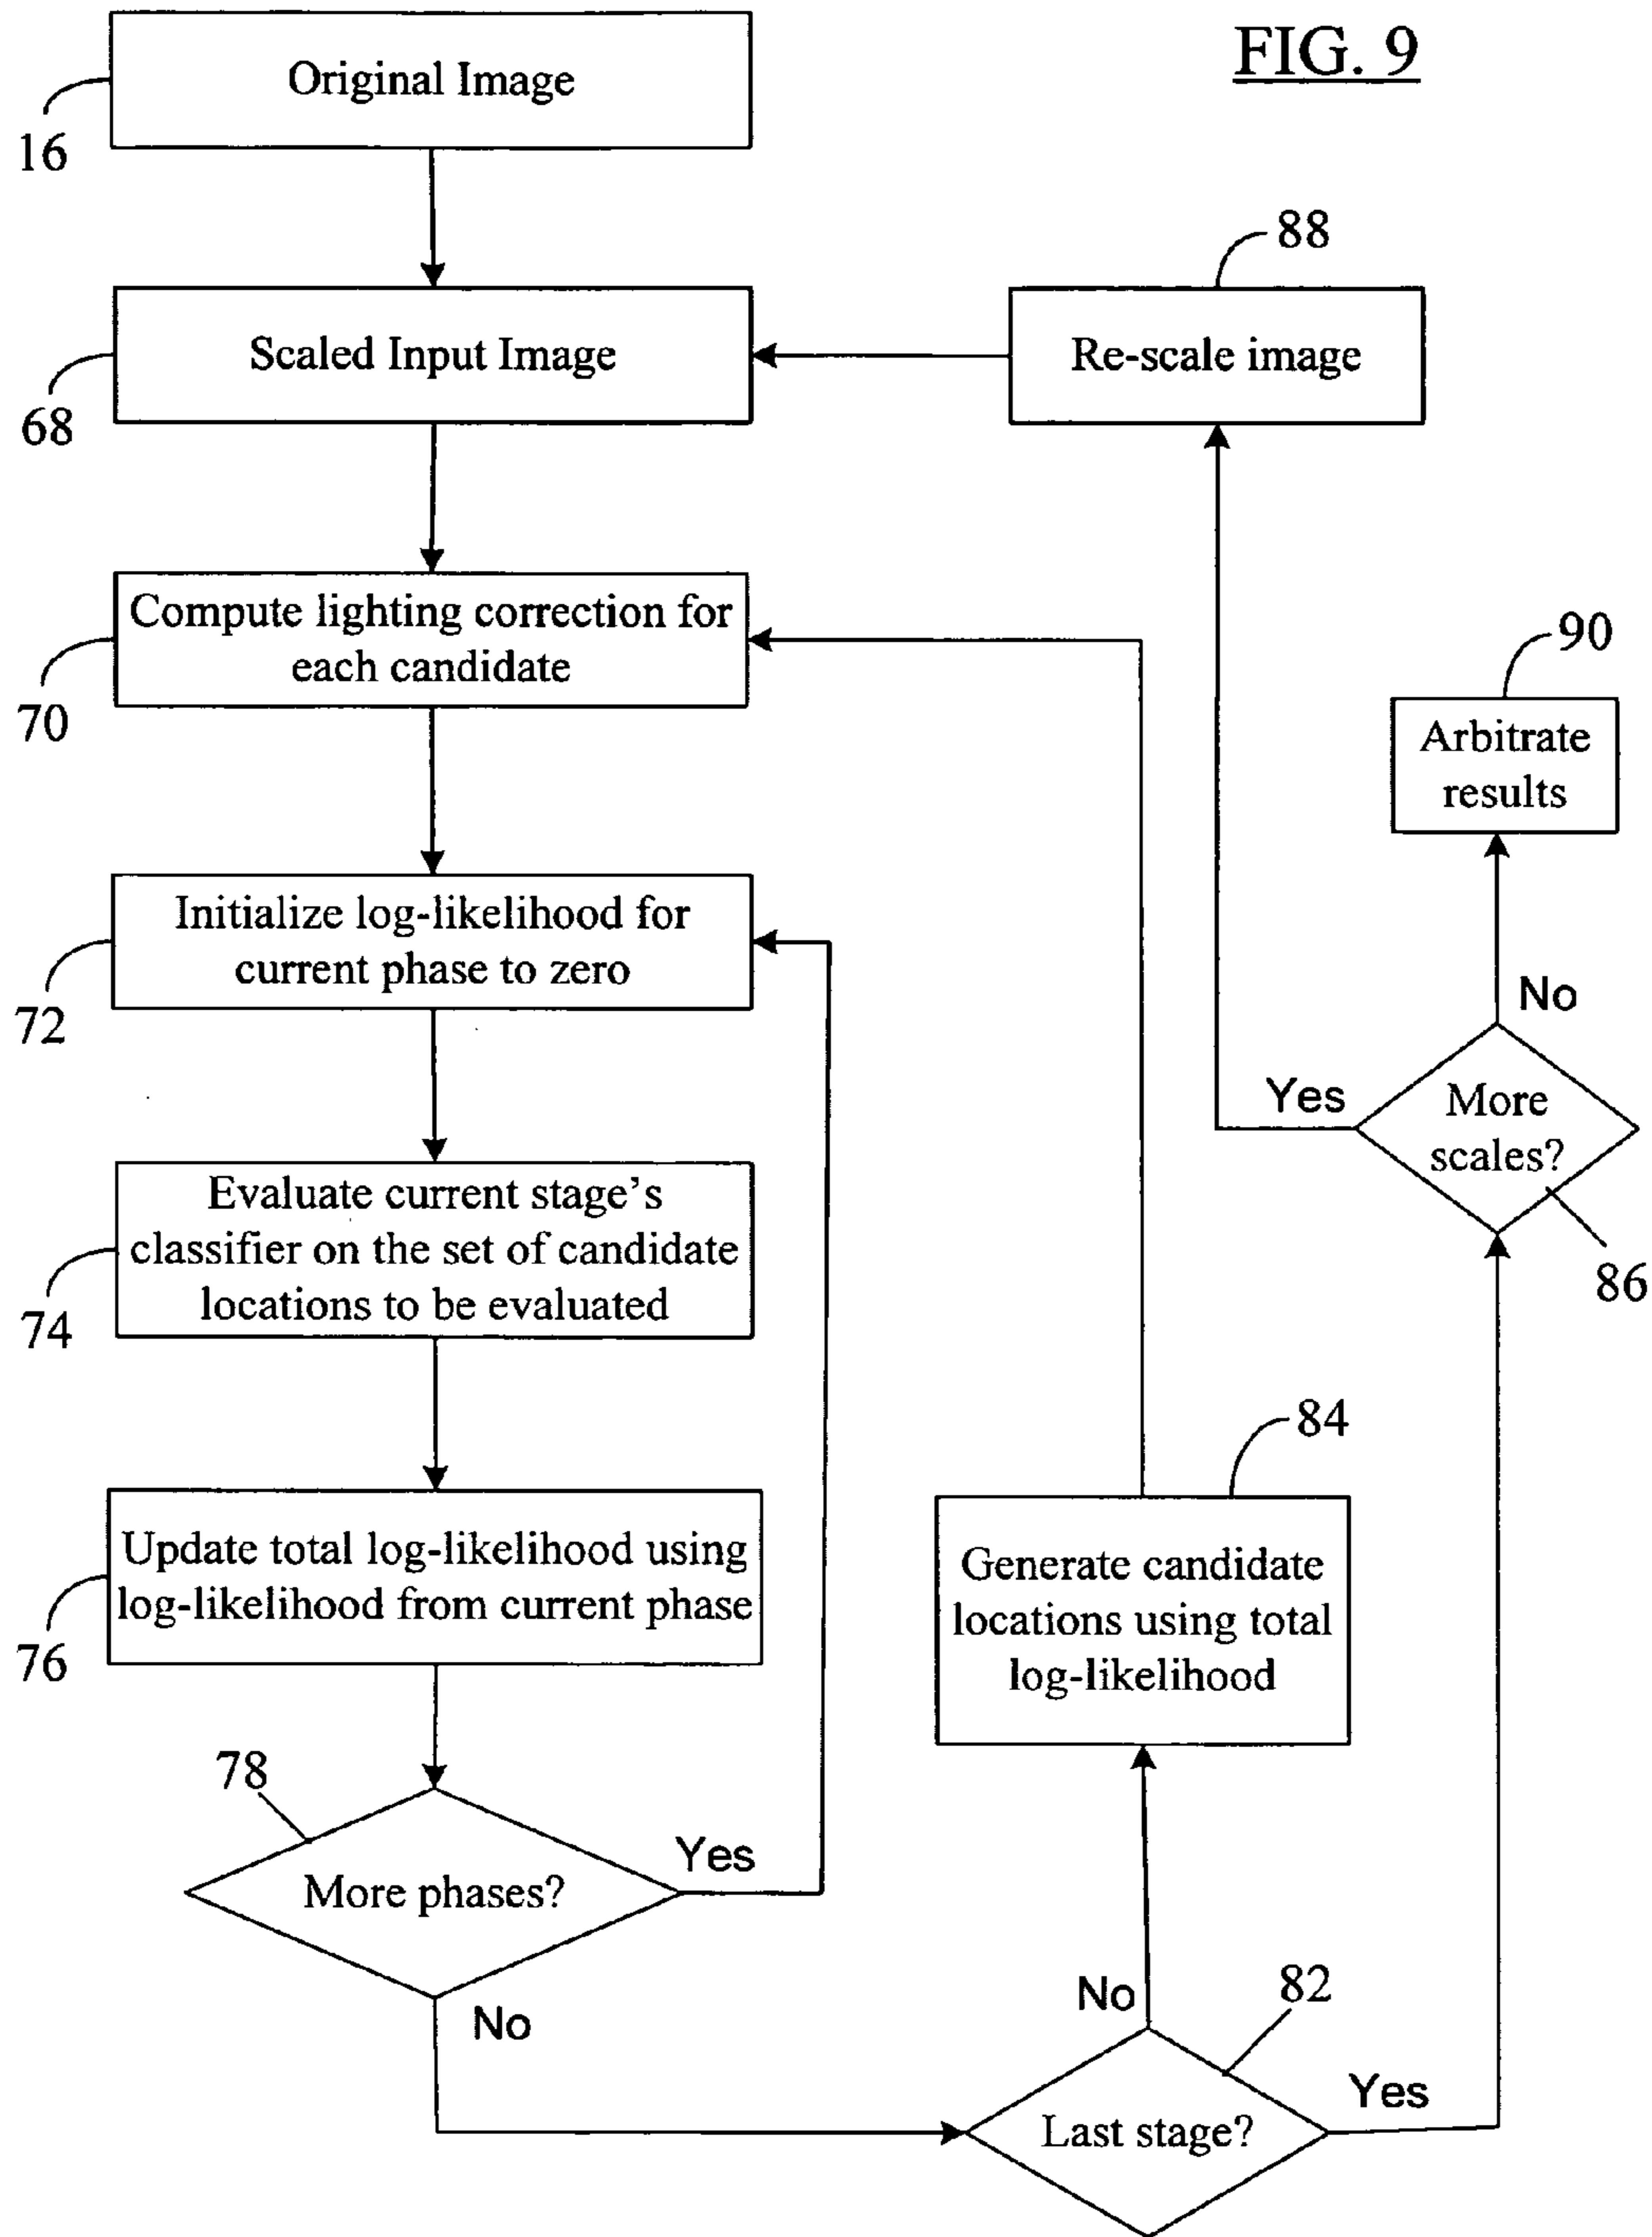 FIG. 9
Original Image
16
88
Scaled Input Image
Re-scale image
68
Compute lighting correction for
each candidate
70
90
Arbitrate
results
Initialize log-likelihood for
current phase to zero
72
No
Yes
More
scales?
86
Evaluate current stage's
classifier on the set of candidate
locations to be evaluated
74
84
Update total log-likelihood using
log-likelihood from current phase
76
Generate candidate
locations using total
log-likelihood
78
More phases?
Yes
No
No
82
Last stage?
Yes